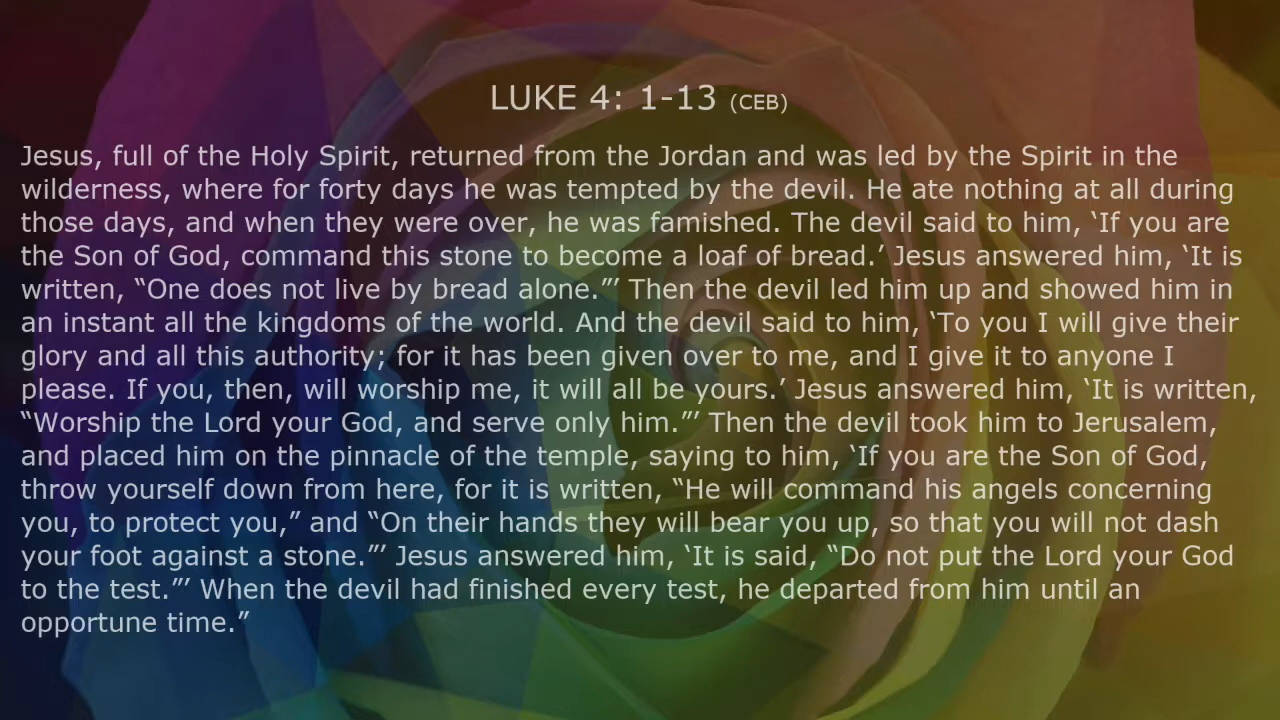 LUKE 4: 1-13 (CEB)
Jesus, full of the Holy Spirit, returned from the Jordan and was led by the Spirit in the
wilderness, where for forty days he was tempted by the devil. He ate nothing at all during
those days, and when they were over, he was famished. The devil said to him, ‘If you are
the Son of God, command this stone to become a loaf of bread.’ Jesus answered him, ‘It is
written, “One does not live by bread alone.”’ Then the devil led him up and showed him in
an instant all the kingdoms of the world. And the devil said to him, ‘To you I will give their
glory and all this authority; for it has been given over to me, and I give it to anyone I
please. If you, then, will worship me, it will all be yours.’ Jesus answered him, ‘It is written,
“Worship the Lord your God, and serve only him.”’ Then the devil took him to Jerusalem,
and placed him on the pinnacle of the temple, saying to him, ‘If you are the Son of God,
throw yourself down from here, for it is written, “He will command his angels concerning
you, to protect you,” and “On their hands they will bear you up, so that you will not dash
your foot against a stone.”’ Jesus answered him, ‘It is said, “Do not put the Lord your God
to the test.”’ When the devil had finished every test, he departed from him until an
opportune time.”